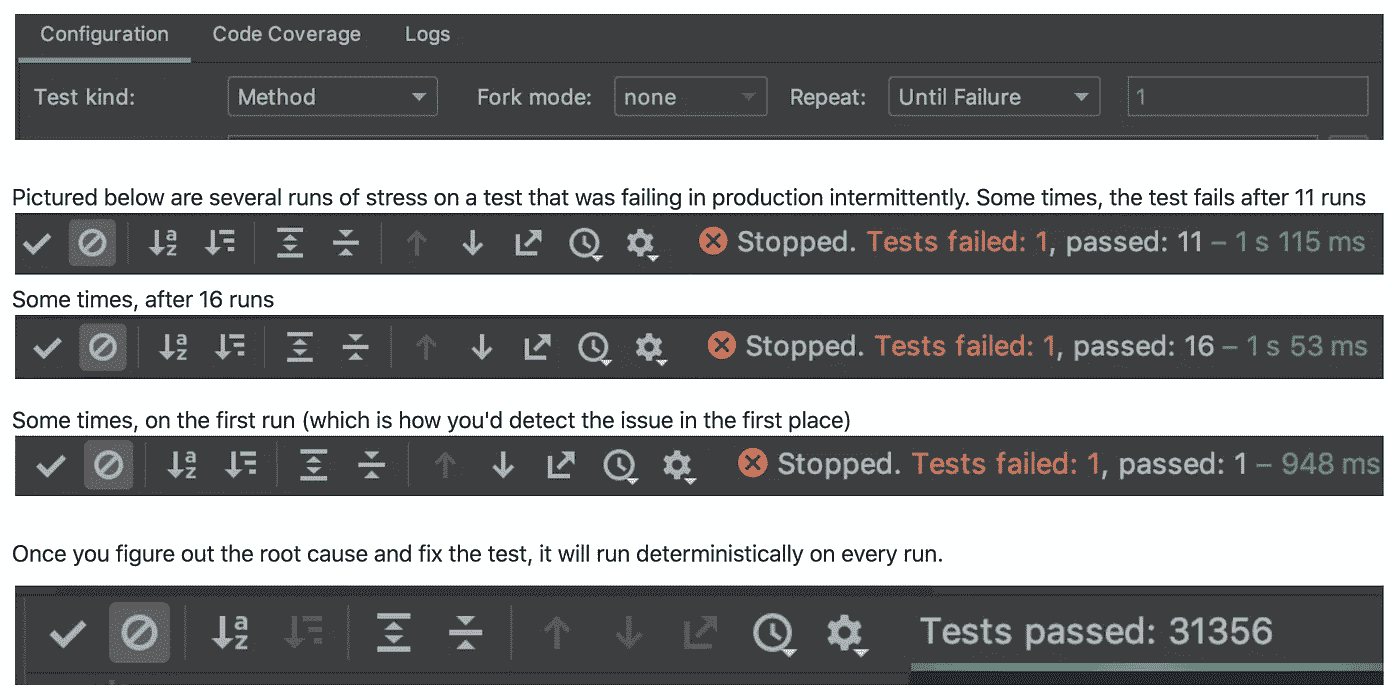 Configuration Code Coverage Logs
Test kind: Method Fork mode: none Repeat: Until Failure 1
Pictured below are several runs of stress on a test that was failing in production intermittently. Some times, the test fails after 11 runs
Stopped. Tests failed: 1, passed: 11 – 1 s 115 ms
Some times, after 16 runs
Stopped. Tests failed: 1, passed: 16 – 1 s 53 ms
Some times, on the first run (which is how you'd detect the issue in the first place)
Stopped. Tests failed: 1, passed: 1 – 948 ms
Once you figure out the root cause and fix the test, it will run deterministically on every run.
Tests passed: 31356